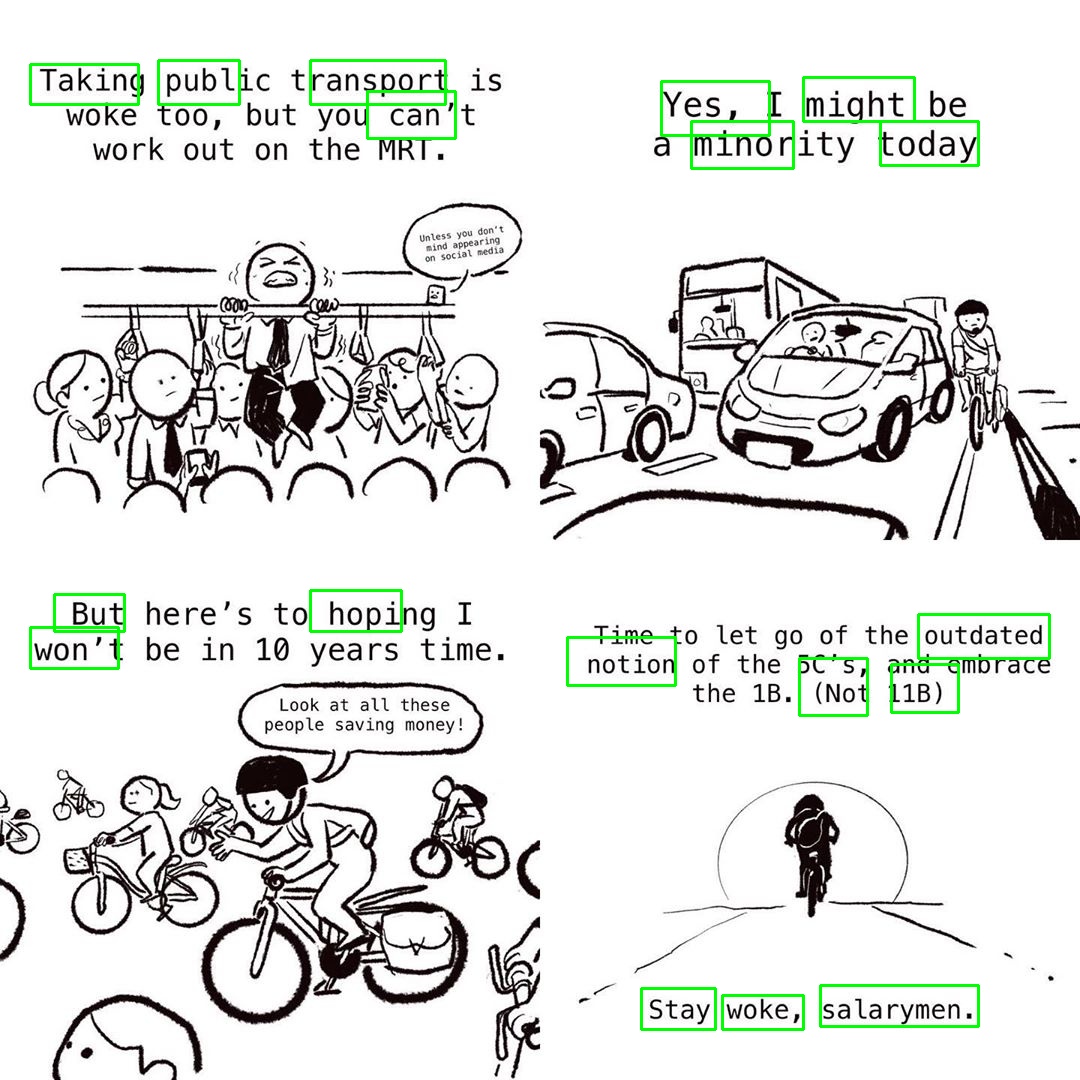 Taking public transport is
woke too, but you can't
work out on the MRT.
Unless you don't
mind appearing
on social media
Yes, I might be
a minority today
But here's to hoping I
won't be in 10 years time.
Look at all these
people saving money!
Time to let go of the outdated
notion of the 5C's, and embrace
the 1B. (Not 11B)
Stay woke, salarymen.